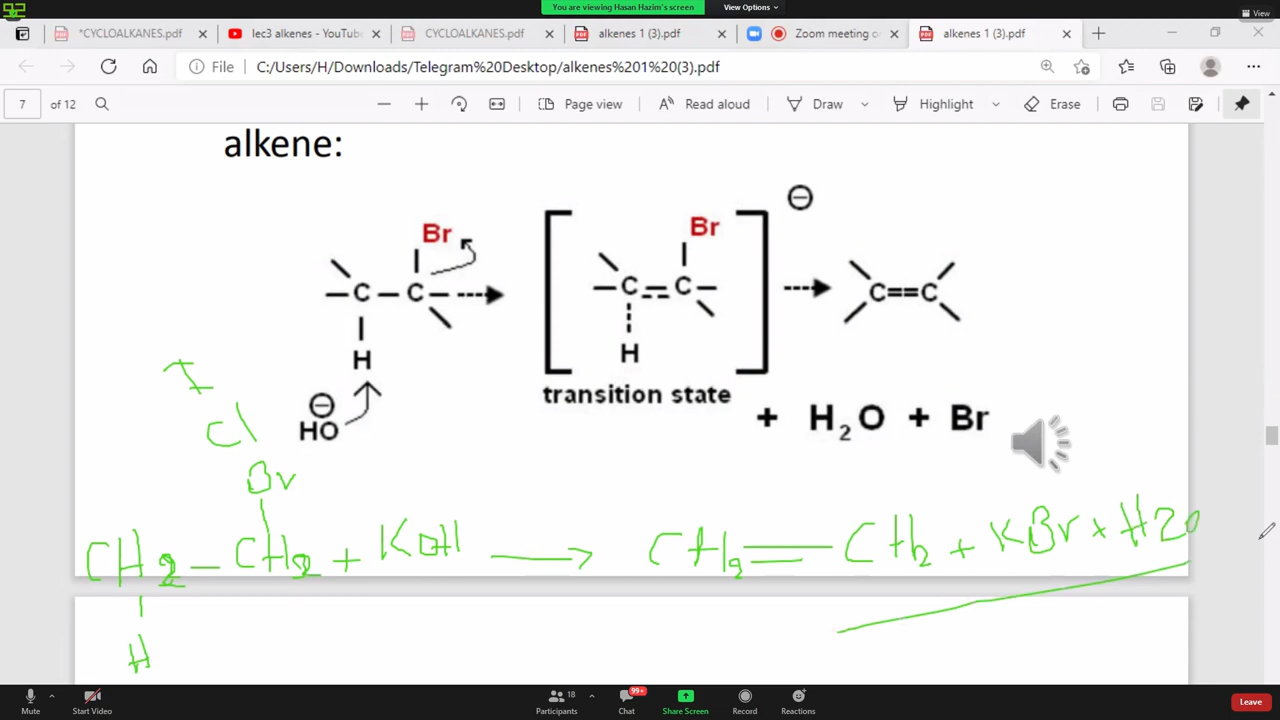 You are viewing Hasan Hazim's screen
View Options
View
*CYCLOALKANES.pdf
lec3 alkenes - YouTube
CYCLOALKANES.pdf
alkenes 1 (3).pdf
Zoom meeting o
alkenes 1 (3).pdf
File
C:/Users/H/Downloads/Telegram%20Desktop/alkenes%201%20(3).pdf
7 of 12
Page view
Read aloud
Draw
Highlight
Erase
alkene:
Br
C C
H
HO
Br
C C
H
transition state
C C
+ H2O + Br
I
Cl
Br
CH2 - CH2 + KOH → CH2 = CH2 + KBr + H2O
H
Mute
Start Video
18
Participants
99+
Chat
Share Screen
Record
Reactions
Leave